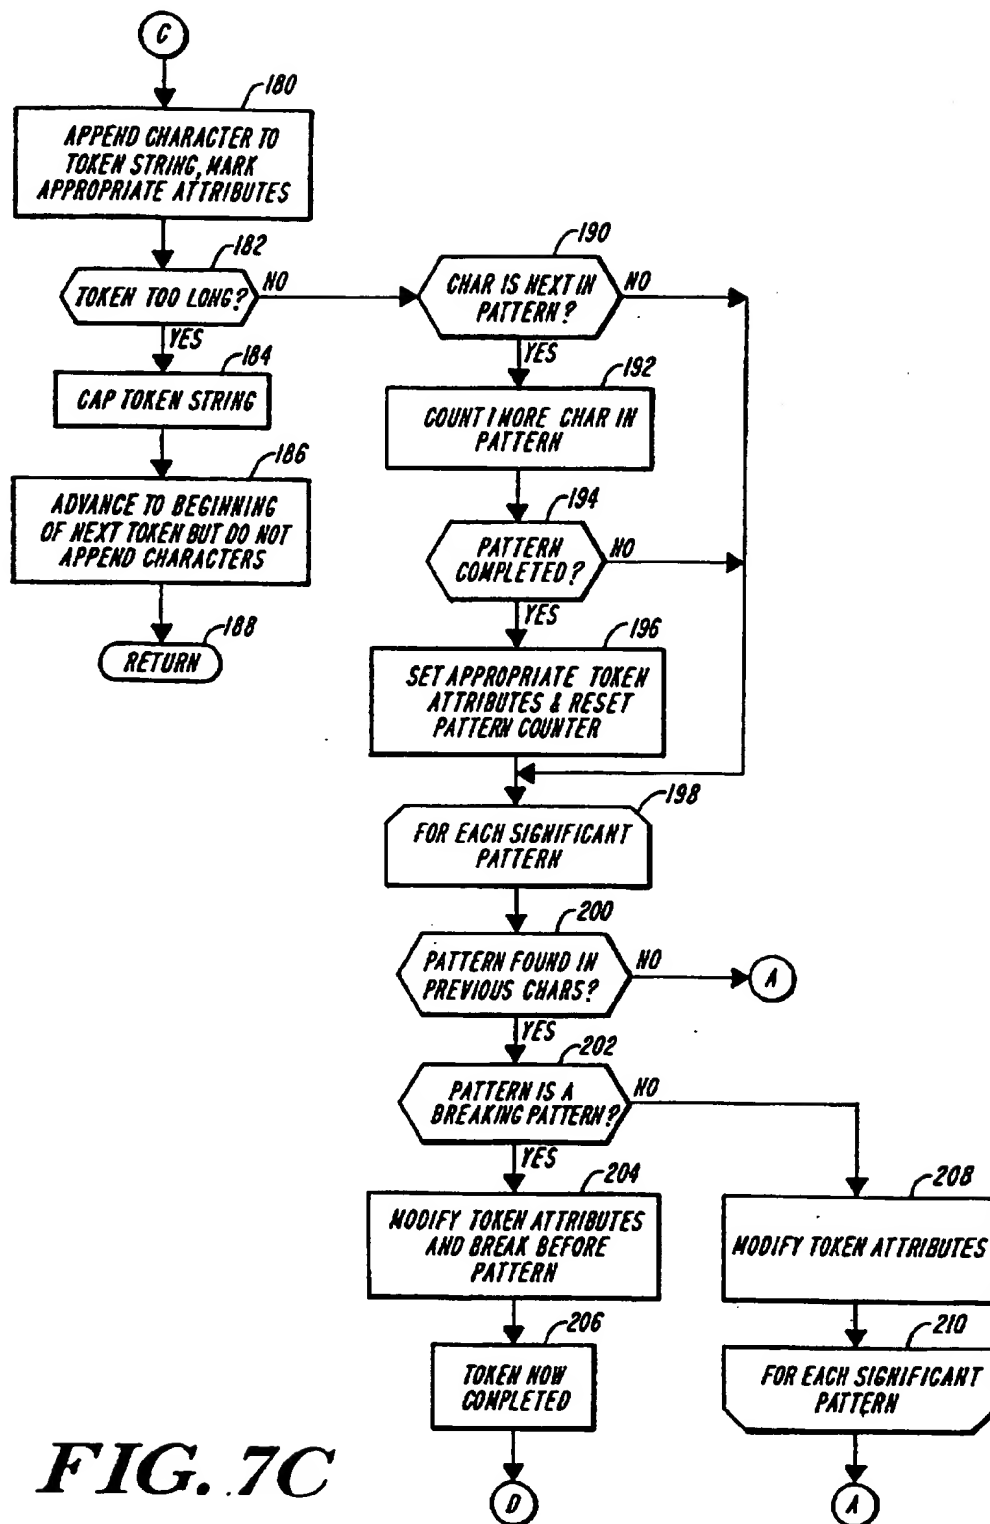 C
180
APPEND CHARACTER TO
TOKEN STRING, MARK
APPROPRIATE ATTRIBUTES
182
TOKEN TOO LONG?
NO
YES
184
CAP TOKEN STRING
186
ADVANCE TO BEGINNING
OF NEXT TOKEN BUT DO NOT
APPEND CHARACTERS
188
RETURN
190
CHAR IS NEXT IN
PATTERN?
NO
YES
192
COUNT 1 MORE CHAR IN
PATTERN
194
PATTERN
COMPLETED?
NO
YES
196
SET APPROPRIATE TOKEN
ATTRIBUTES & RESET
PATTERN COUNTER
198
FOR EACH SIGNIFICANT
PATTERN
200
PATTERN FOUND IN
PREVIOUS CHARS?
NO
A
YES
202
PATTERN IS A
BREAKING PATTERN?
NO
YES
204
MODIFY TOKEN ATTRIBUTES
AND BREAK BEFORE
PATTERN
206
TOKEN NOW
COMPLETED
D
208
MODIFY TOKEN ATTRIBUTES
210
FOR EACH SIGNIFICANT
PATTERN
A
FIG. 7C